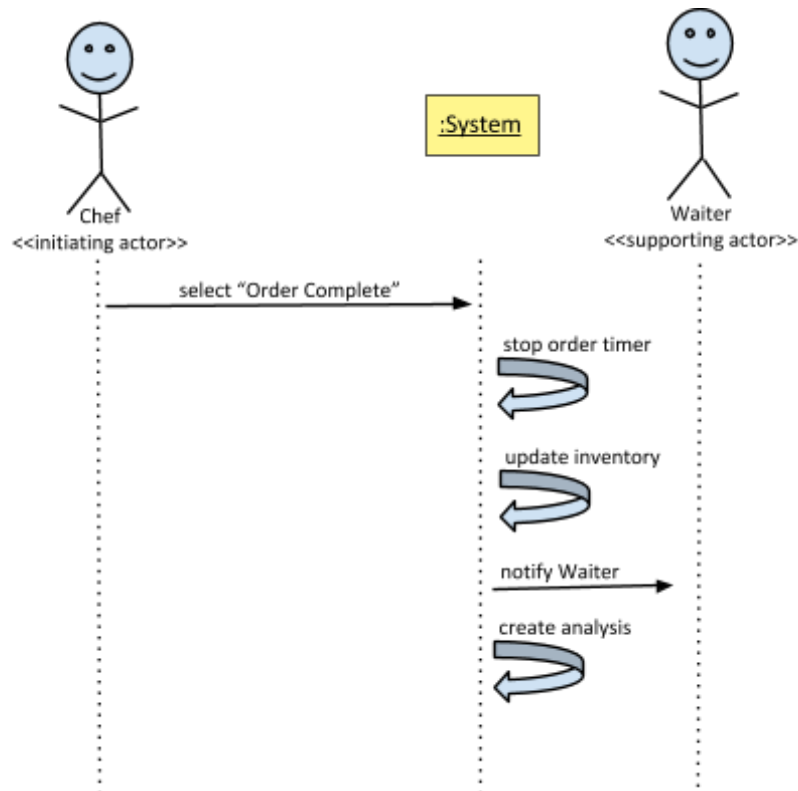 :System
Chef
<<initiating actor>>
Waiter
<<supporting actor>>
select “Order Complete”
stop order timer
update inventory
notify Waiter
create analysis